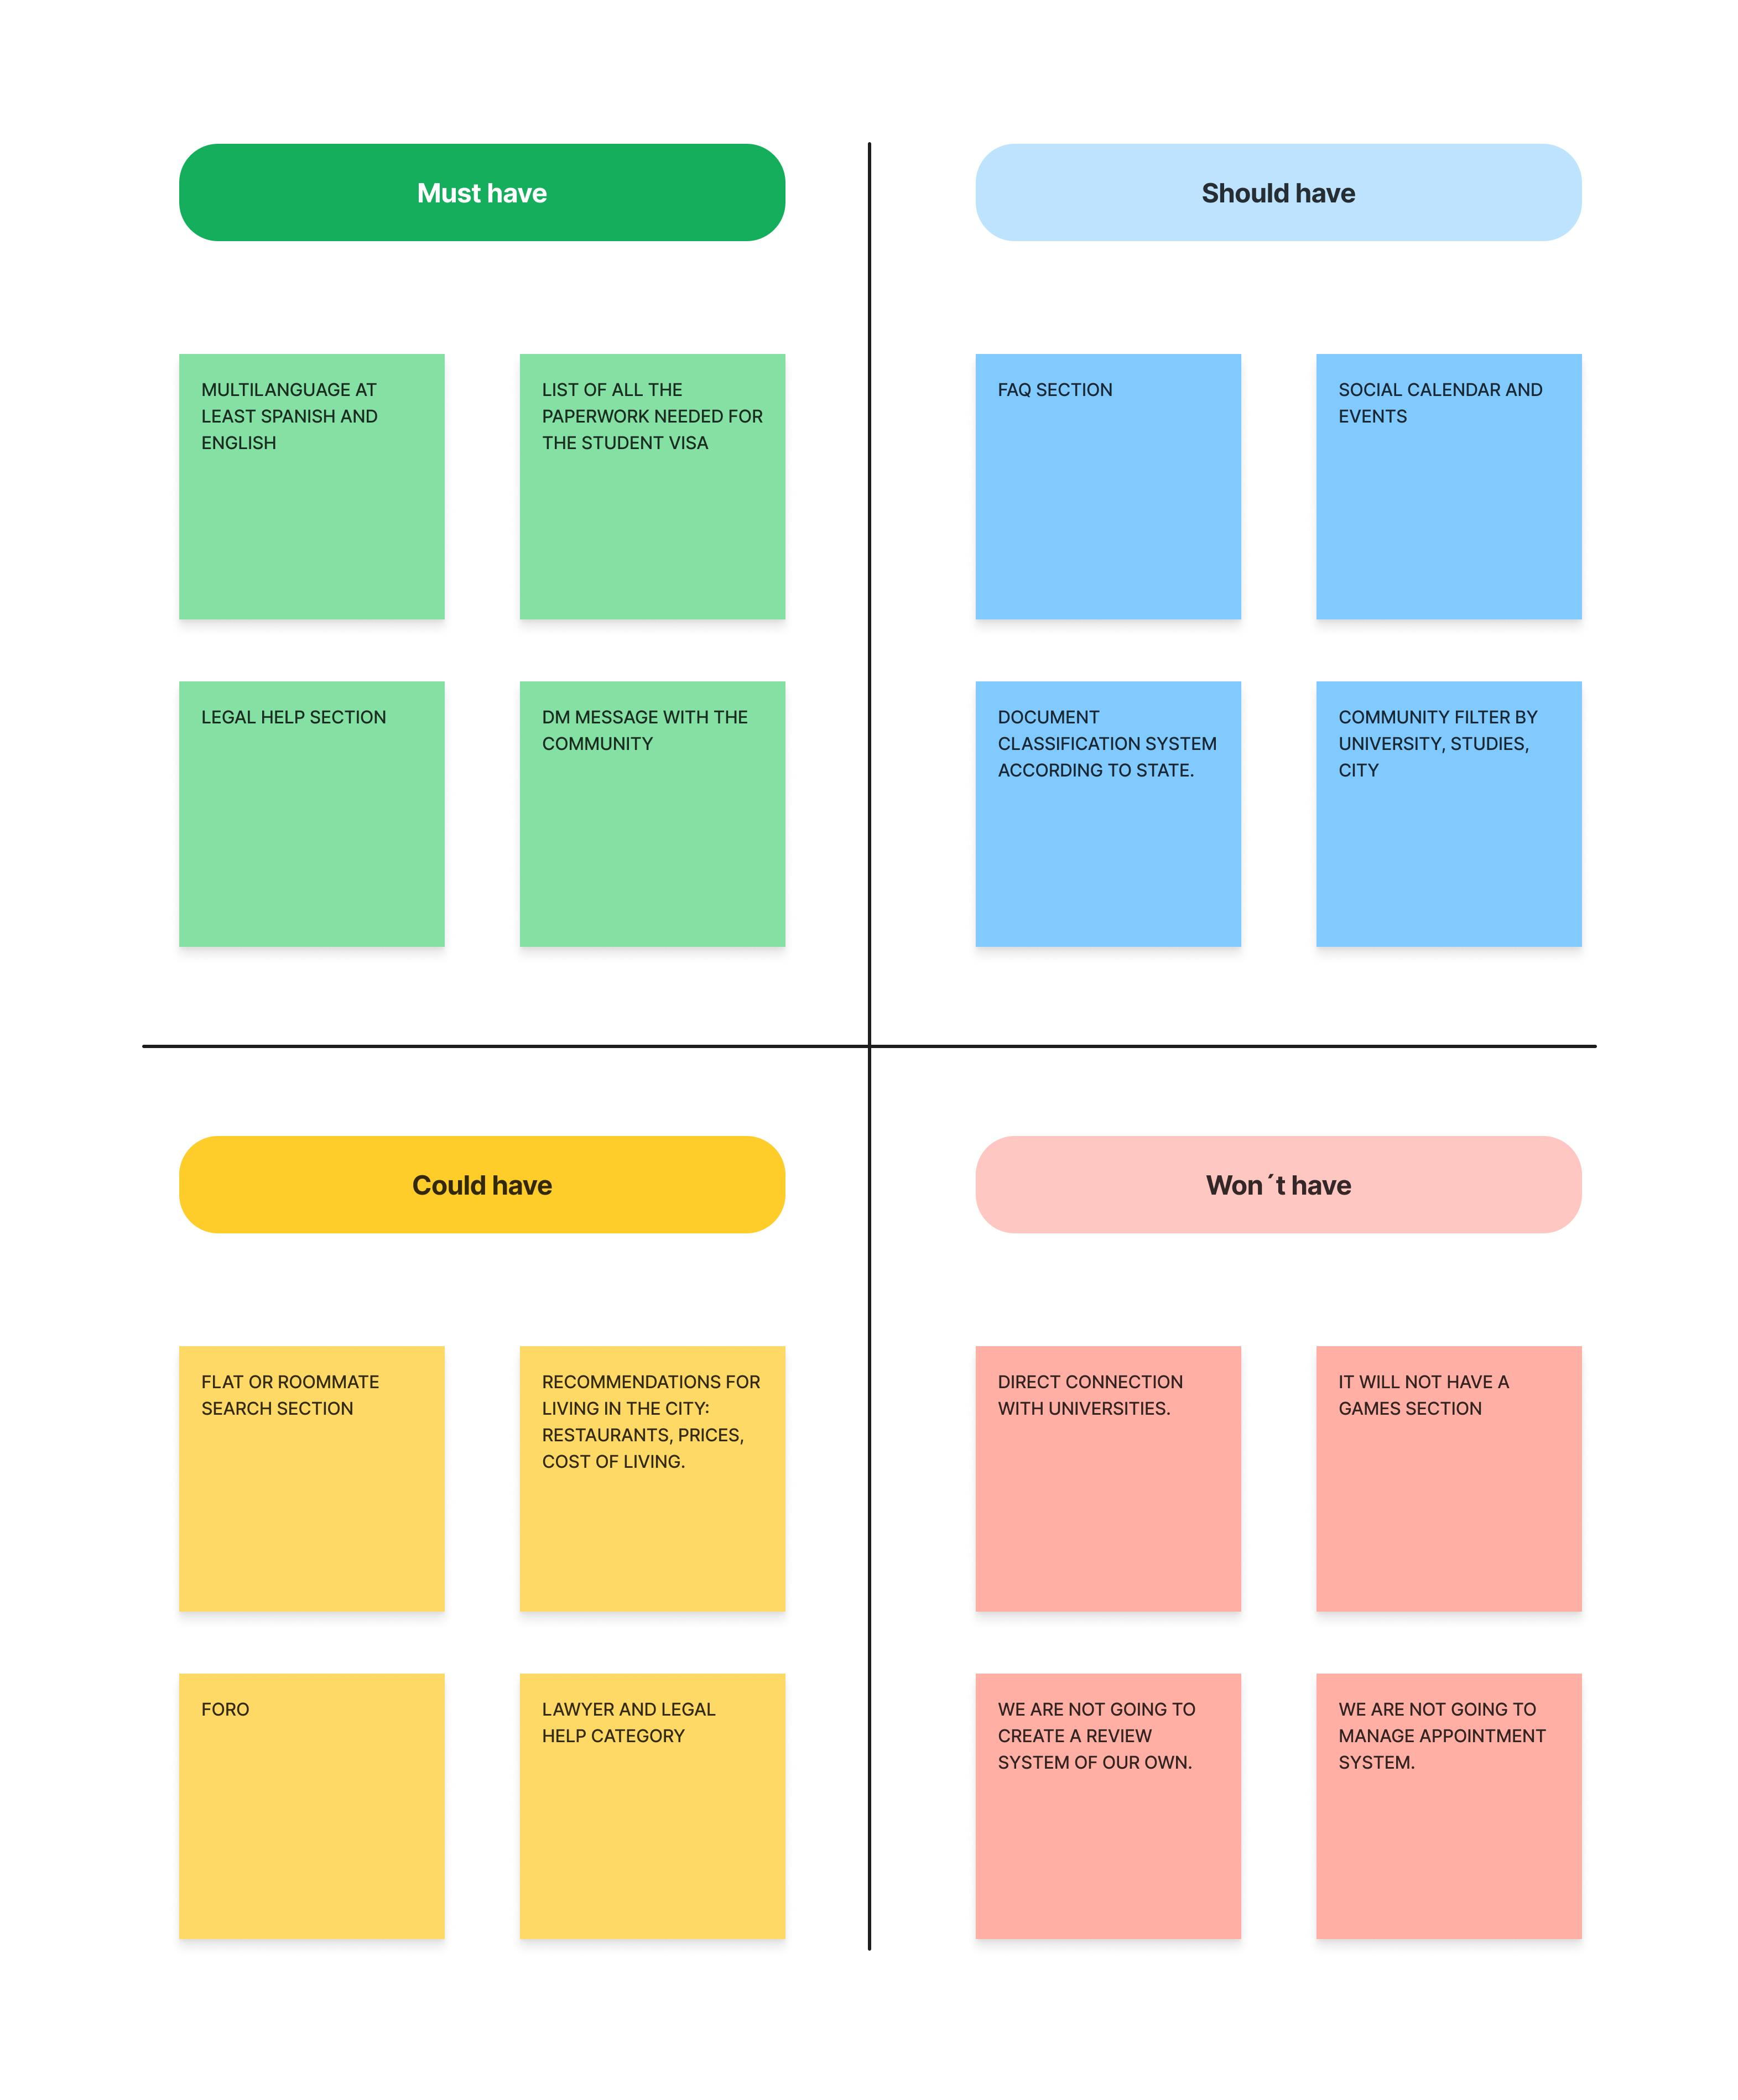 Must have
MULTILANGUAGE AT
LEAST SPANISH AND
ENGLISH
LIST OF ALL THE
PAPERWORK NEEDED FOR
THE STUDENT VISA
LEGAL HELP SECTION
DM MESSAGE WITH THE
COMMUNITY
Should have
FAQ SECTION
SOCIAL CALENDAR AND
EVENTS
DOCUMENT
CLASSIFICATION SYSTEM
ACCORDING TO STATE.
COMMUNITY FILTER BY
UNIVERSITY, STUDIES,
CITY
Could have
FLAT OR ROOMMATE
SEARCH SECTION
RECOMMENDATIONS FOR
LIVING IN THE CITY:
RESTAURANTS, PRICES,
COST OF LIVING.
FORO
LAWYER AND LEGAL
HELP CATEGORY
Won´t have
DIRECT CONNECTION
WITH UNIVERSITIES.
IT WILL NOT HAVE A
GAMES SECTION
WE ARE NOT GOING TO
CREATE A REVIEW
SYSTEM OF OUR OWN.
WE ARE NOT GOING TO
MANAGE APPOINTMENT
SYSTEM.